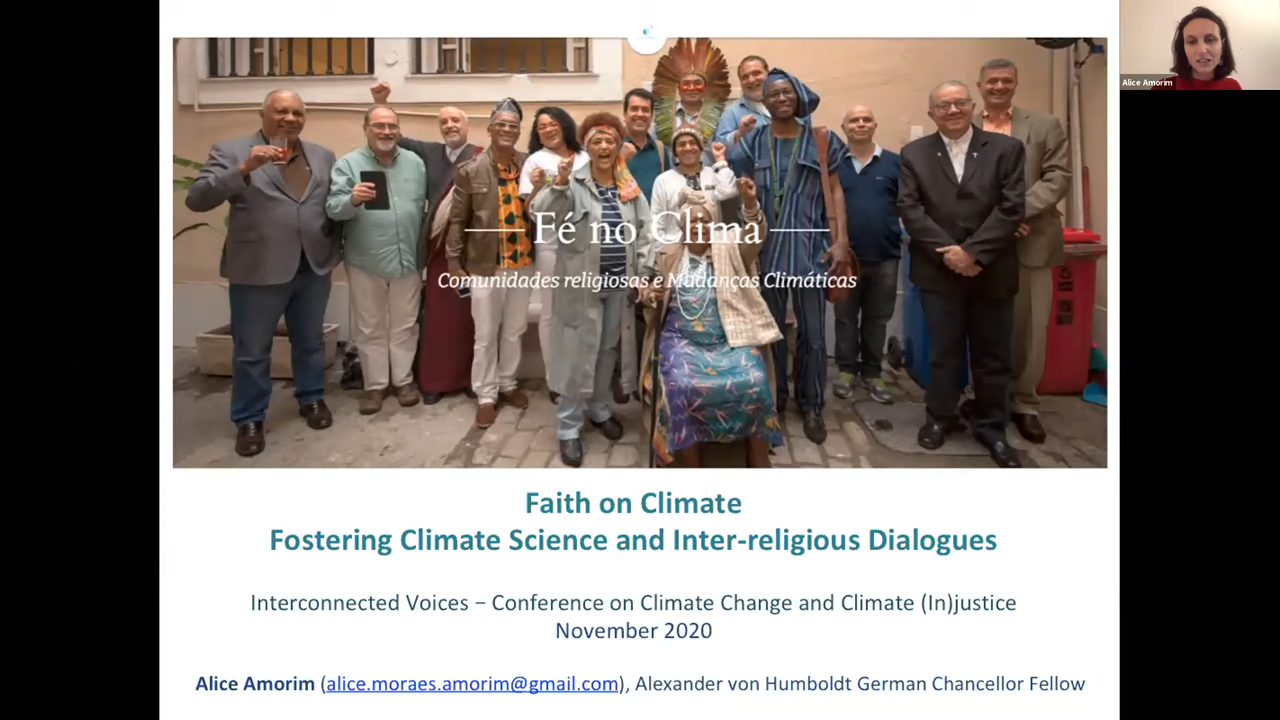 Alice Amorim
Fé no Clima
Comunidades religiosas e Mudanças Climáticas
Faith on Climate
Fostering Climate Science and Inter-religious Dialogues
Interconnected Voices – Conference on Climate Change and Climate (In)justice
November 2020
Alice Amorim (alice.moraes.amorim@gmail.com), Alexander von Humboldt German Chancellor Fellow